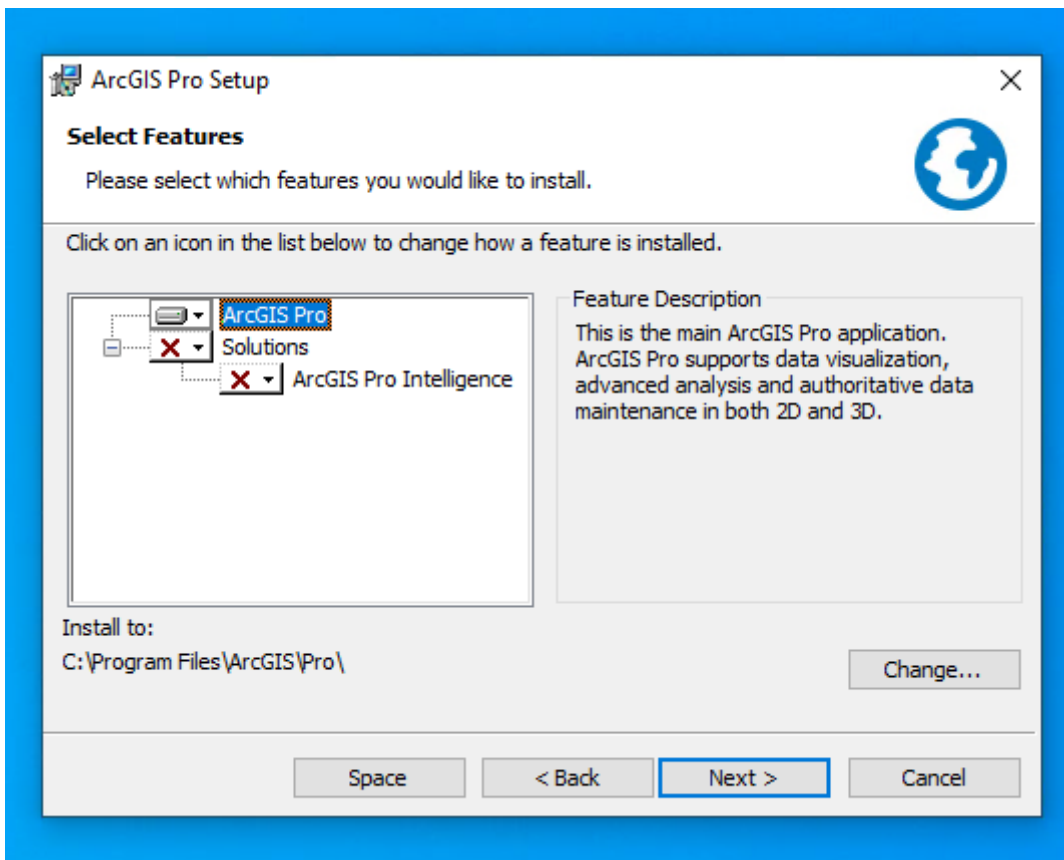 ArcGIS Pro Setup
Select Features
Please select which features you would like to install.
Click on an icon in the list below to change how a feature is installed.
ArcGIS Pro
Solutions
ArcGIS Pro Intelligence
Feature Description
This is the main ArcGIS Pro application.
ArcGIS Pro supports data visualization,
advanced analysis and authoritative data
maintenance in both 2D and 3D.
Install to:
C:\Program Files\ArcGIS\Pro\
Change...
Space
< Back
Next >
Cancel